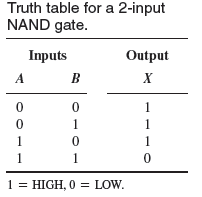 Truth table for a 2-input
NAND gate.
Inputs Output
A B X
0 0 1
0 1 1
1 0 1
1 1 0
1 = HIGH, 0 = LOW.